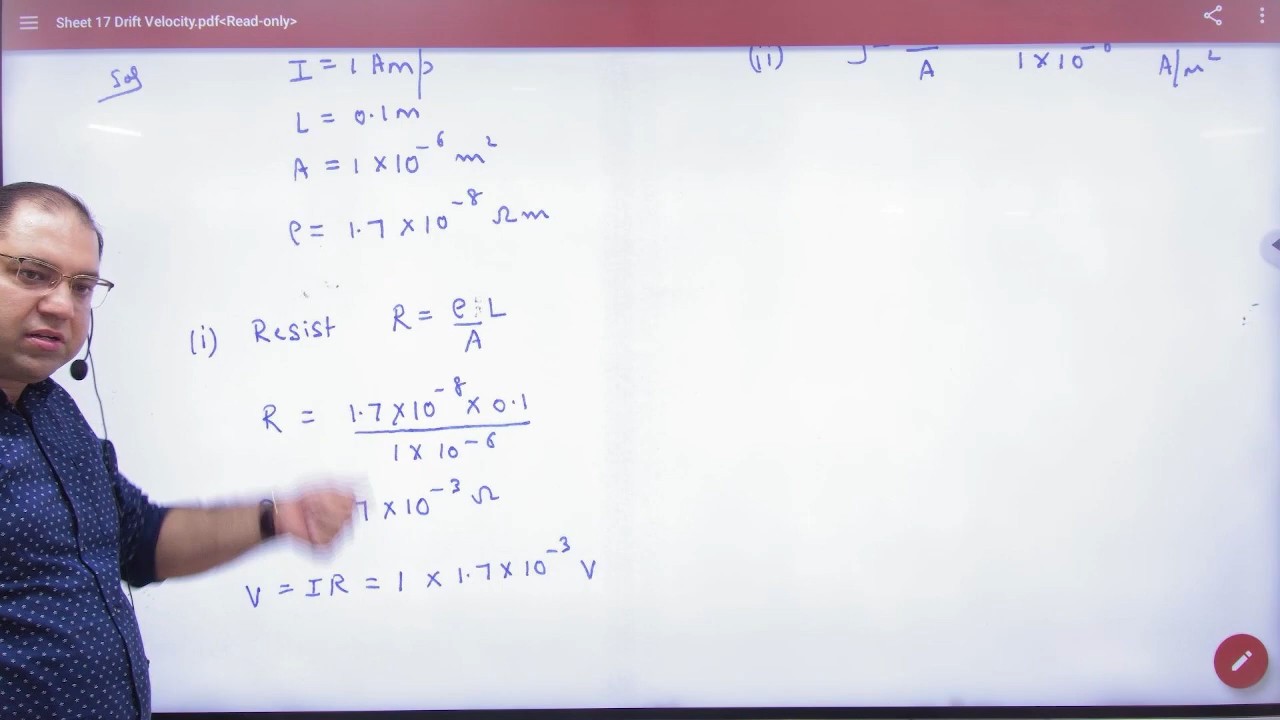 Sheet 17 Drift Velocity.pdf<Read-only>
Sol
I = 1 Amp
L = 0.1 m
A = 1 × 10⁻⁶ m²
ρ = 1.7 × 10⁻⁸ Ω m
(i) Resist R = ρ L / A
R = 1.7 × 10⁻⁸ × 0.1 / 1 × 10⁻⁶
7 × 10⁻³ Ω
V = IR = 1 × 1.7 × 10⁻³ V
(ii) A 1 × 10 A/m²